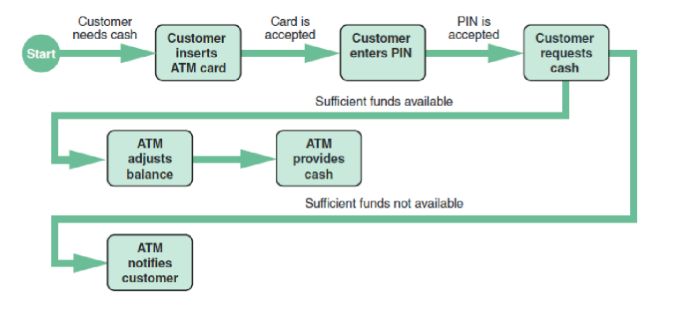 Customer
needs cash
Card is
accepted
PIN is
accepted
Start
Customer
inserts
ATM card
Customer
enters PIN
Customer
requests
cash
Sufficient funds available
ATM
adjusts
balance
ATM
provides
cash
Sufficient funds not available
ATM
notifies
customer